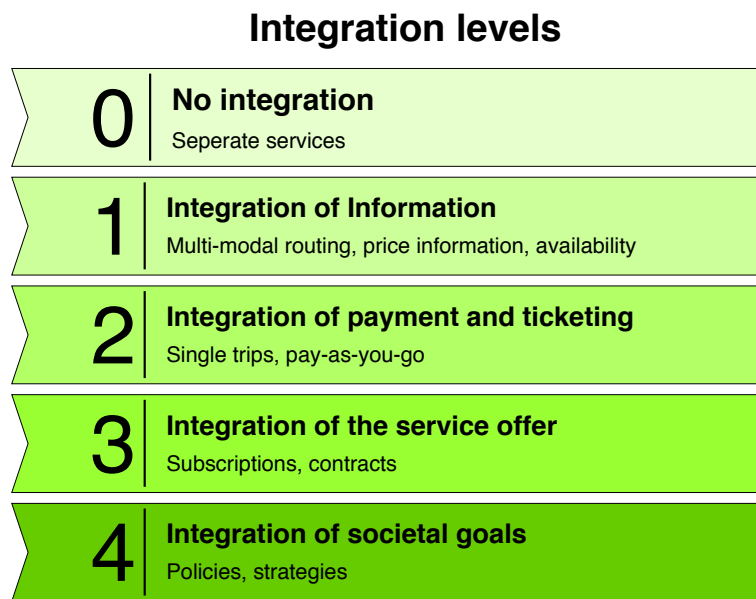 Integration levels
0
No integration
Seperate services
1
Integration of Information
Multi-modal routing, price information, availability
2
Integration of payment and ticketing
Single trips, pay-as-you-go
3
Integration of the service offer
Subscriptions, contracts
4
Integration of societal goals
Policies, strategies